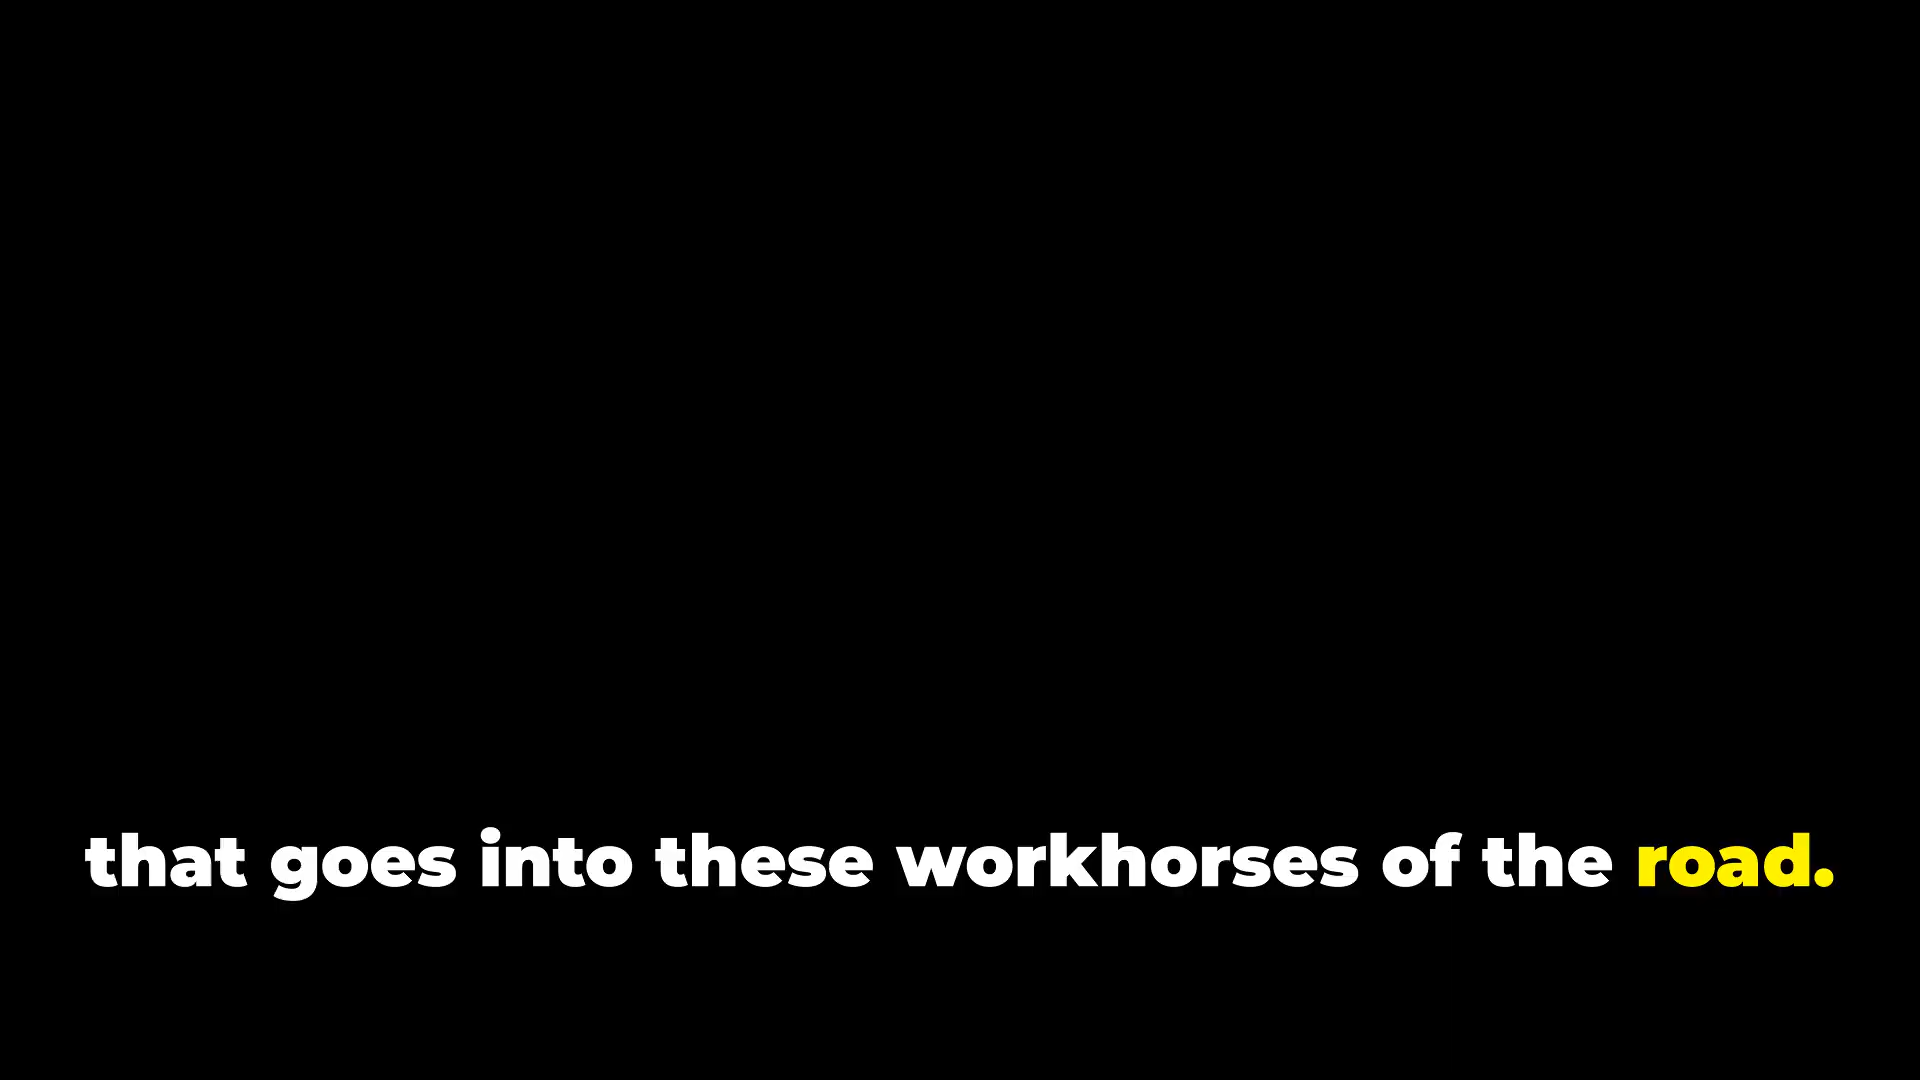 that goes into these workhorses of the road.